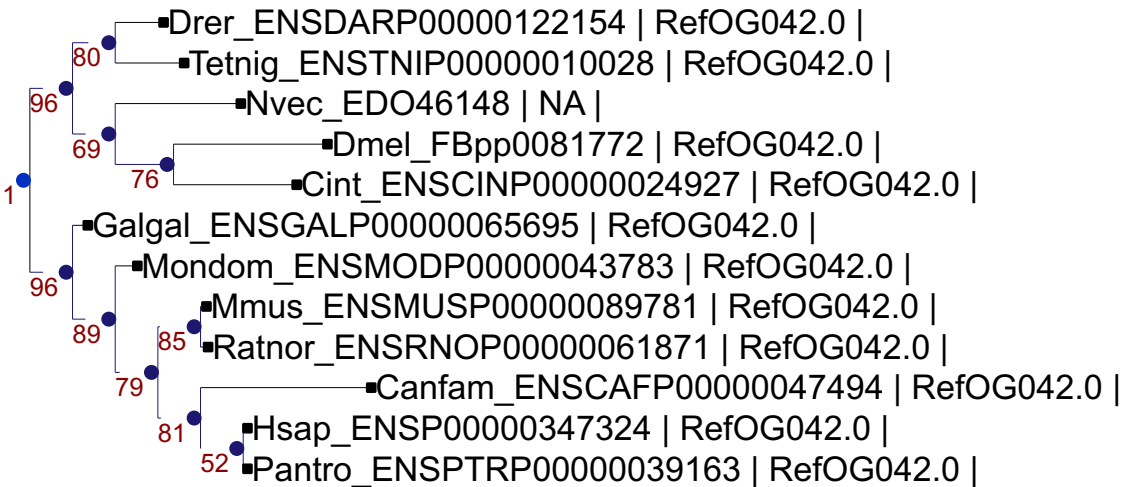 Drer_ENSDARP00000122154 | RefOG042.0 |
80
Tetnig_ENSTNIP00000010028 | RefOG042.0 |
96
Nvec_EDO46148 | NA |
69
Dmel_FBpp0081772 | RefOG042.0 |
76
Cint_ENSCINP00000024927 | RefOG042.0 |
1
Galgal_ENSGALP00000065695 | RefOG042.0 |
96
Mondom_ENSMODP00000043783 | RefOG042.0 |
89
Mmus_ENSMUSP00000089781 | RefOG042.0 |
85
Ratnor_ENSRNOP00000061871 | RefOG042.0 |
79
Canfam_ENSCAFP00000047494 | RefOG042.0 |
81
Hsap_ENSP00000347324 | RefOG042.0 |
52
Pantro_ENSPTRP00000039163 | RefOG042.0 |